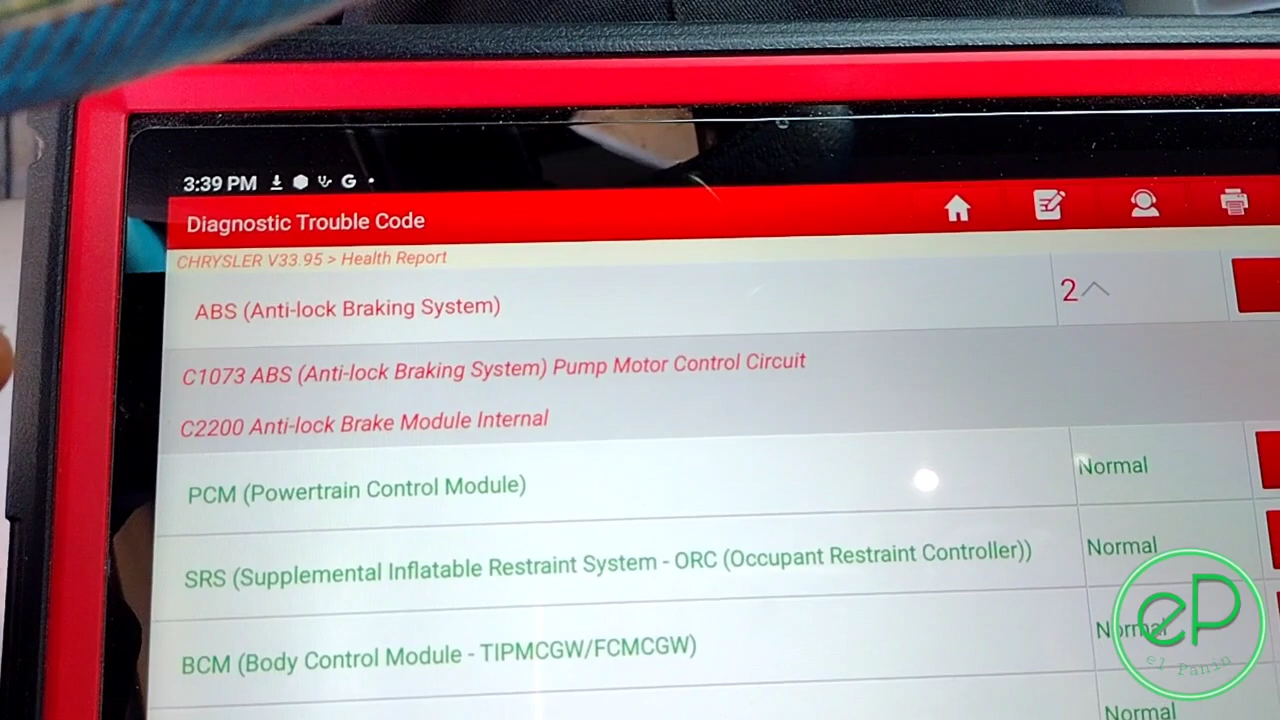 3:39 PM
Diagnostic Trouble Code
CHRYSLER V33.95 > Health Report
ABS (Anti-lock Braking System)
2
C1073 ABS (Anti-lock Braking System) Pump Motor Control Circuit
C2200 Anti-lock Brake Module Internal
PCM (Powertrain Control Module)
Normal
SRS (Supplemental Inflatable Restraint System - ORC (Occupant Restraint Controller))
Normal
BCM (Body Control Module - TIPMCGW/FCMCGW)
Normal
Normal
eP
el Panin